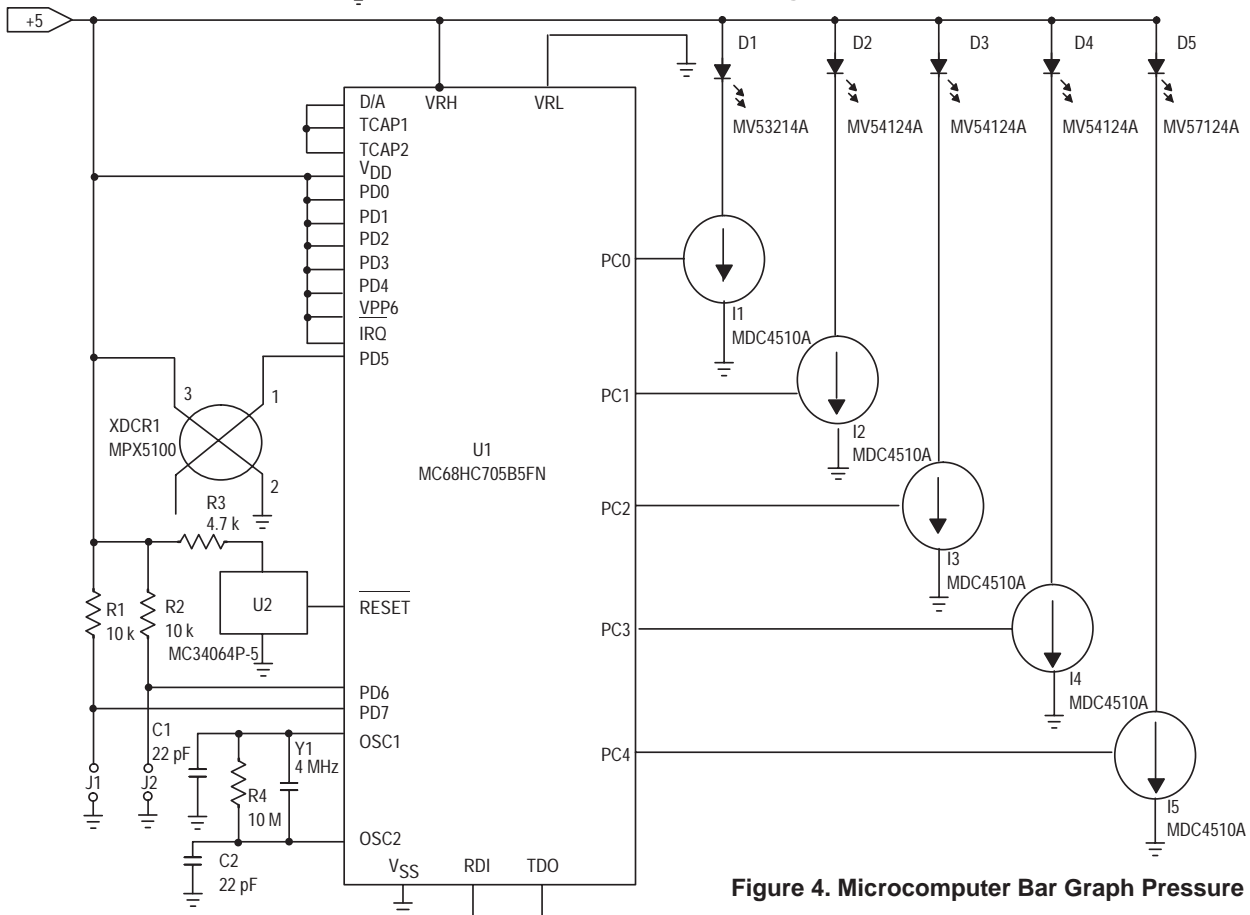 +5
D1
D2
D3
D4
D5
MV53214A
MV54124A
MV54124A
MV54124A
MV57124A
D/A
TCAP1
TCAP2
VDD
PD0
PD1
PD2
PD3
PD4
VPP6
IRQ
PD5
VRH
VRL
PC0
I1
MDC4510A
PC1
I2
MDC4510A
PC2
I3
MDC4510A
PC3
I4
MDC4510A
PC4
I5
MDC4510A
3
1
XDCR1
MPX5100
2
U1
MC68HC705B5FN
R3
4.7 k
R1
10 k
R2
10 k
U2
MC34064P-5
RESET
PD6
PD7
OSC1
C1
22 pF
Y1
4 MHz
J1
J2
R4
10 M
OSC2
C2
22 pF
VSS
RDI
TDO
Figure 4. Microcomputer Bar Graph Pressure